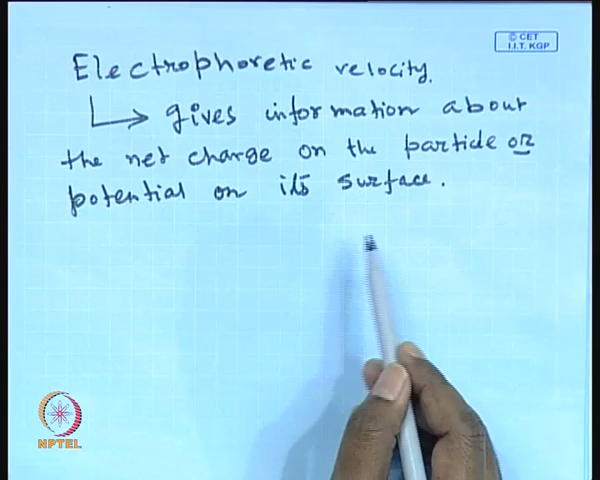 © CET
I.I.T. KGP
Electrophoretic velocity.
gives information about
the net charge on the particle or
potential on its surface.
NPTEL